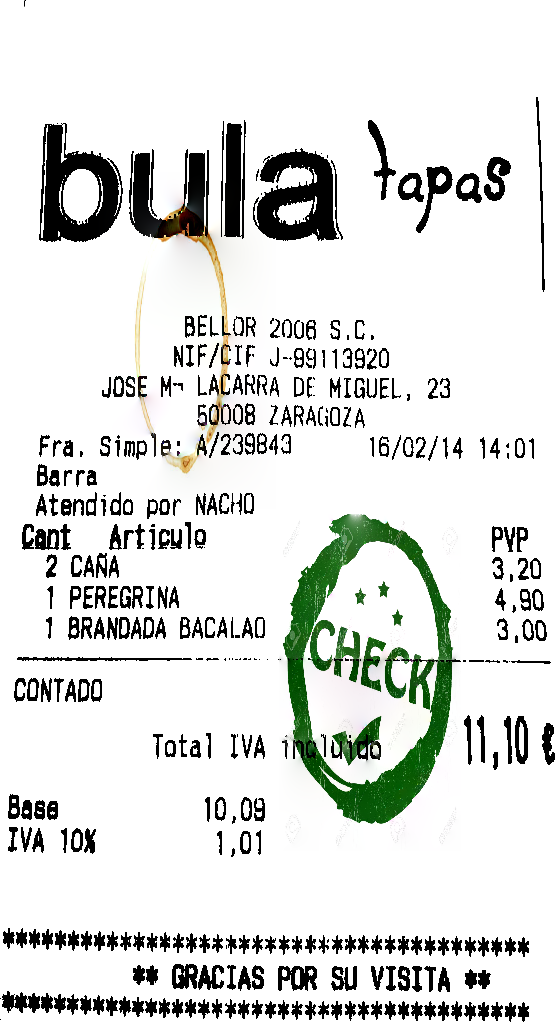 bula tapas
BELLOR 2006 S.C.
NIF/CIF J-99113920
JOSE Mª LACARRA DE MIGUEL, 23
50008 ZARAGOZA
Fra. Simple: A/239843 16/02/14 14:01
Barra
Atendido por NACHO
Cant Articulo PVP
2 CAÑA 3,20
1 PEREGRINA 4,90
1 BRANDADA BACALAO 3,00
CHECK
CONTADO
Total IVA incluido 11,10 €
Base 10,09
IVA 10% 1,01
****************************************
** GRACIAS POR SU VISITA **
****************************************